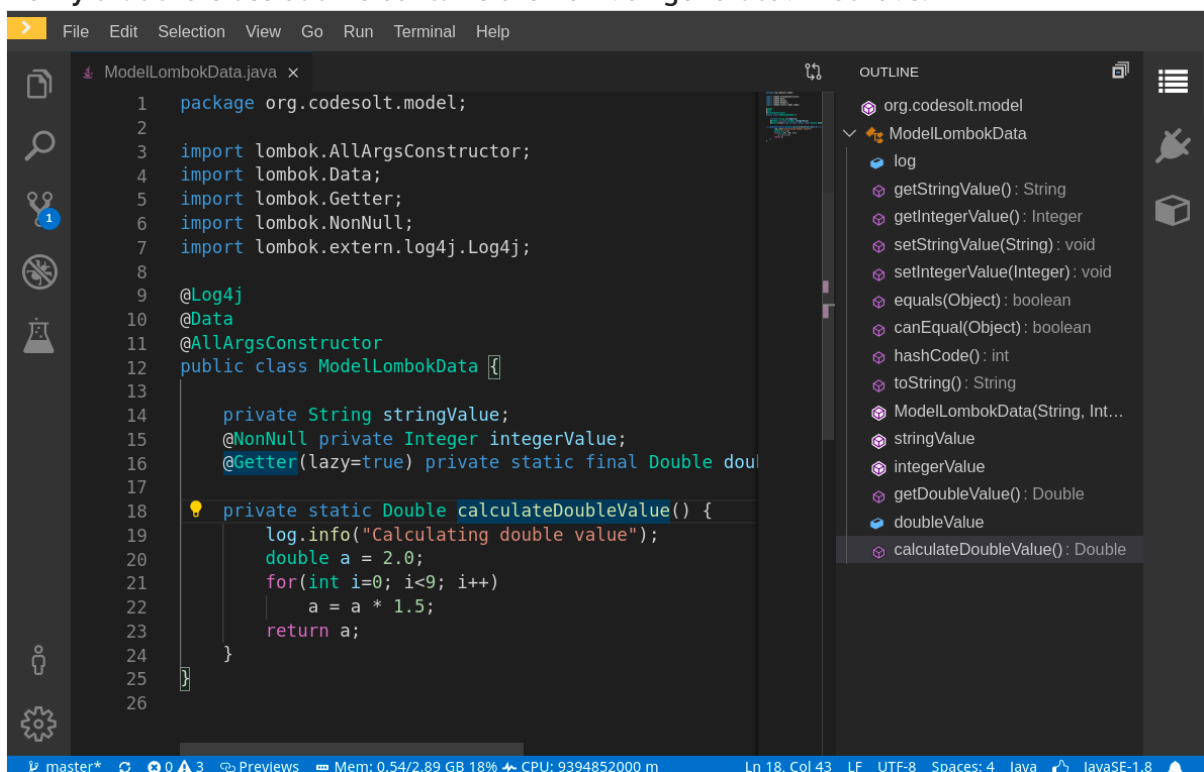 File Edit Selection View Go Run Terminal Help
ModelLombokData.java ×
1 package org.codesolt.model;
2
3 import lombok.AllArgsConstructor;
4 import lombok.Data;
5 import lombok.Getter;
6 import lombok.NonNull;
7 import lombok.extern.log4j.Log4j;
8
9 @Log4j
10 @Data
11 @AllArgsConstructor
12 public class ModelLombokData {
13
14 private String stringValue;
15 @NonNull private Integer integerValue;
16 @Getter(lazy=true) private static final Double doul
17
18 private static Double calculateDoubleValue() {
19 log.info("Calculating double value");
20 double a = 2.0;
21 for(int i=0; i<9; i++)
22 a = a * 1.5;
23 return a;
24 }
25 }
26
1
OUTLINE
org.codesolt.model
ModelLombokData
log
getStringValue() : String
getIntegerValue() : Integer
setStringValue(String) : void
setIntegerValue(Integer) : void
equals(Object) : boolean
canEqual(Object) : boolean
hashCode() : int
toString() : String
ModelLombokData(String, Int...
stringValue
integerValue
getDoubleValue() : Double
doubleValue
calculateDoubleValue() : Double
master* 0 3 Previews Mem: 0.54/2.89 GB 18% CPU: 9394852000 m Ln 18, Col 43 LF UTF-8 Spaces: 4 Java JavaSE-1.8